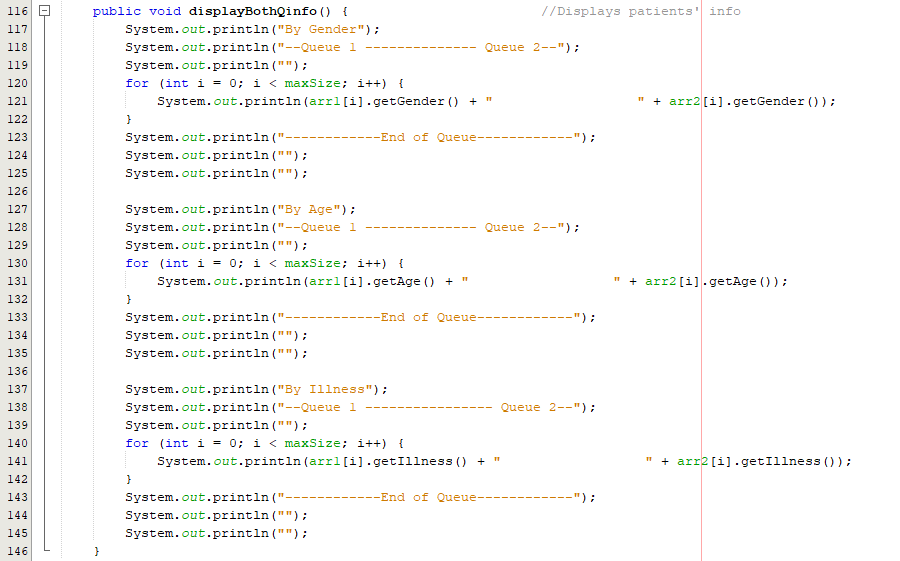 116 public void displayBothQinfo() { //Displays patients' info
117 System.out.println("By Gender");
118 System.out.println("--Queue 1 -------------- Queue 2--");
119 System.out.println("");
120 for (int i = 0; i < maxSize; i++) {
121 System.out.println(arr1[i].getGender() + "                  " + arr2[i].getGender());
122 }
123 System.out.println("------------End of Queue------------");
124 System.out.println("");
125 System.out.println("");
126
127 System.out.println("By Age");
128 System.out.println("--Queue 1 -------------- Queue 2--");
129 System.out.println("");
130 for (int i = 0; i < maxSize; i++) {
131 System.out.println(arr1[i].getAge() + "                  " + arr2[i].getAge());
132 }
133 System.out.println("------------End of Queue------------");
134 System.out.println("");
135 System.out.println("");
136
137 System.out.println("By Illness");
138 System.out.println("--Queue 1 ---------------- Queue 2--");
139 System.out.println("");
140 for (int i = 0; i < maxSize; i++) {
141 System.out.println(arr1[i].getIllness() + "                  " + arr2[i].getIllness());
142 }
143 System.out.println("------------End of Queue------------");
144 System.out.println("");
145 System.out.println("");
146 }